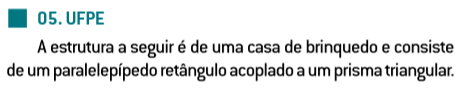 05. UFPE
A estrutura a seguir é de uma casa de brinquedo e consiste
de um paralelepípedo retângulo acoplado a um prisma triangular.